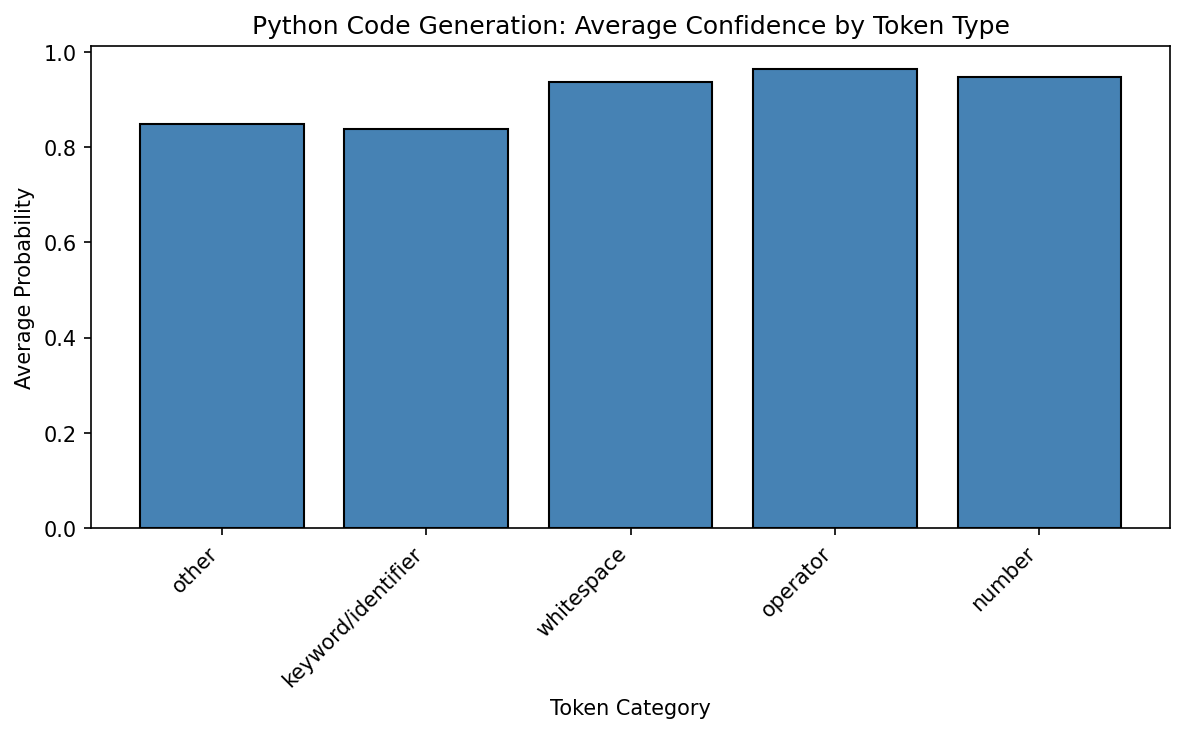 Python Code Generation: Average Confidence by Token Type
1.0
0.8
0.6
0.4
0.2
0.0
Average Probability
other
keyword/identifier
whitespace
operator
number
Token Category